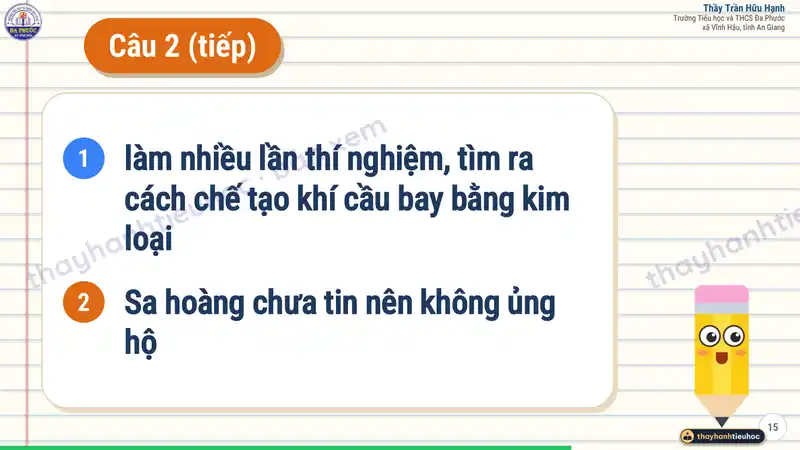 Thầy Trần Hữu Hạnh
Trường Tiểu học và THCS Đa Phước
xã Vĩnh Hậu, tỉnh An Giang
ĐA PHƯỚC
Câu 2 (tiếp)
1 làm nhiều lần thí nghiệm, tìm ra
cách chế tạo khí cầu bay bằng kim
loại
2 Sa hoàng chưa tin nên không ủng
hộ
thayhanhtieuhoc
15